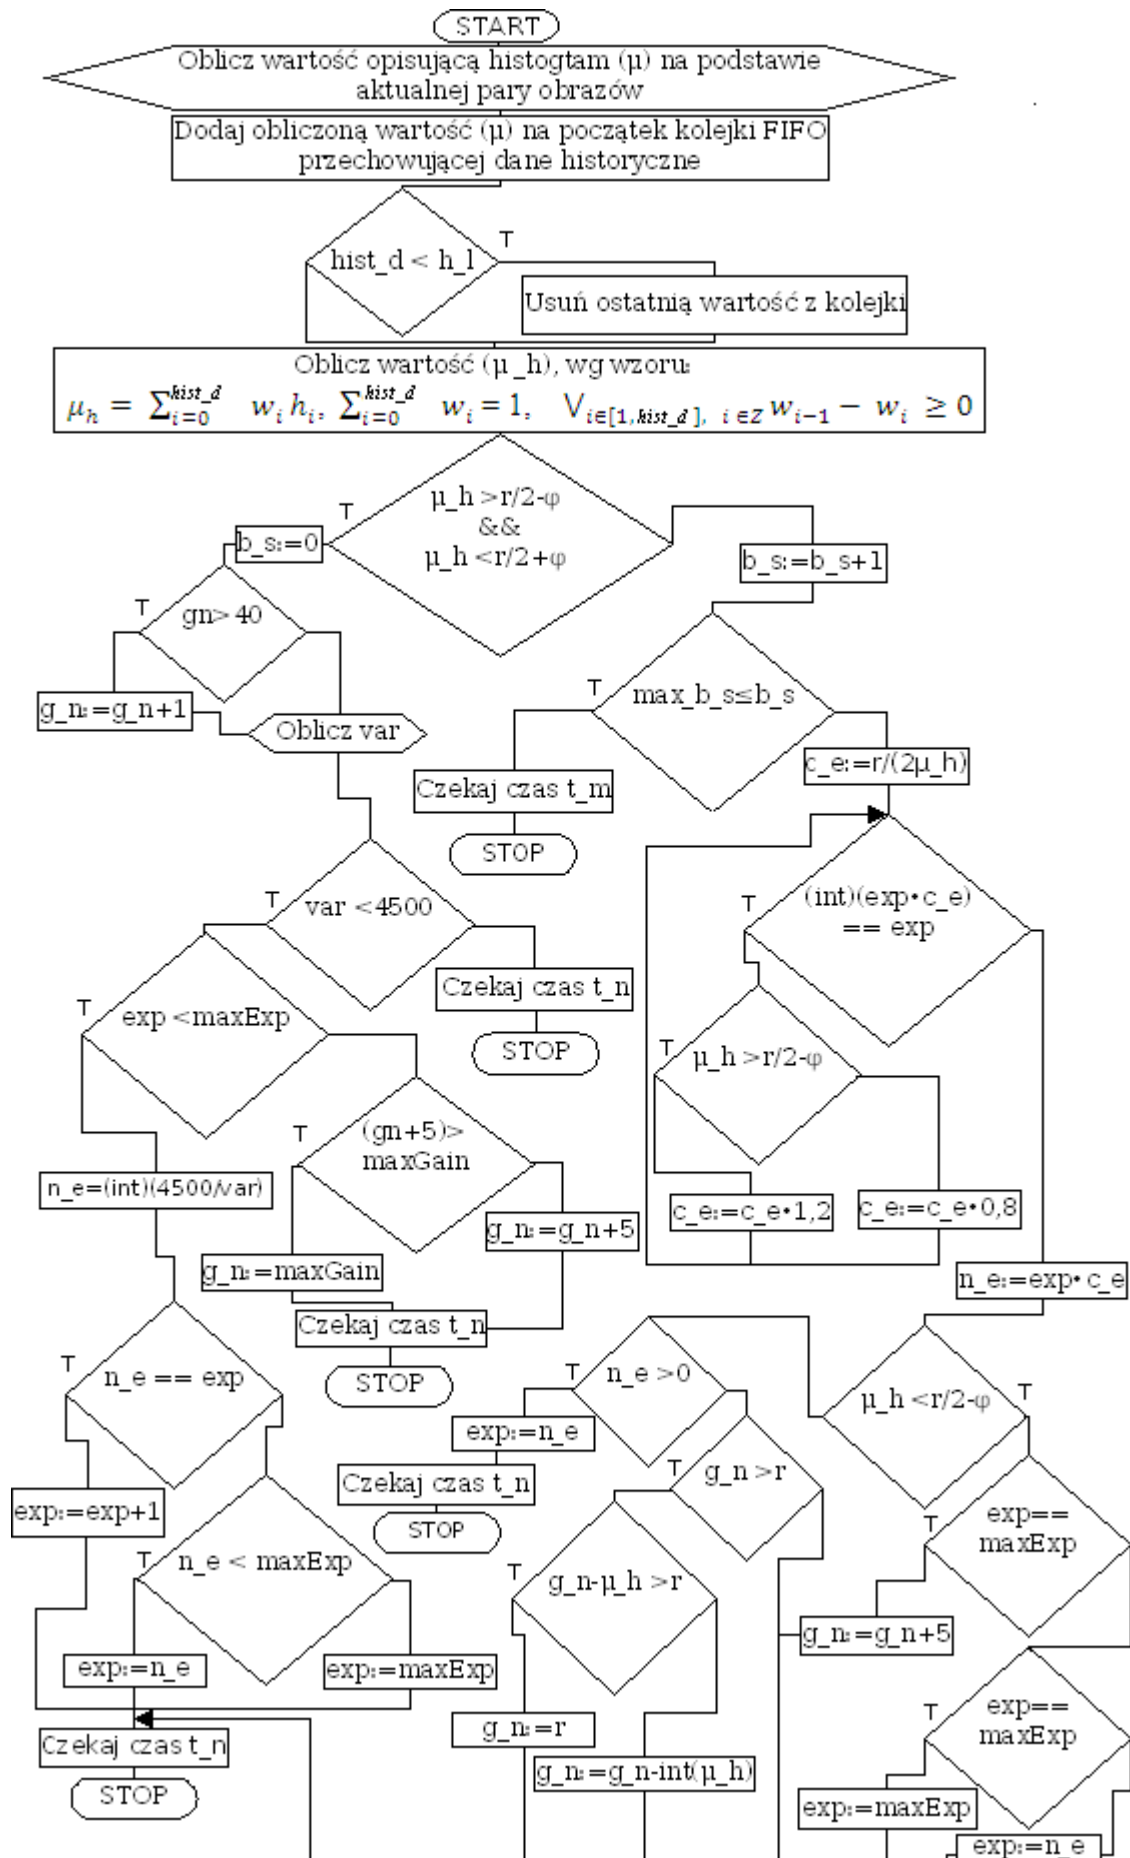 START
Oblicz wartość opisującą histogtam (μ) na podstawie
aktualnej pary obrazów
Dodaj obliczoną wartość (μ) na początek kolejki FIFO
przechowującej dane historyczne
T
hist_d < h_l
Usuń ostatnią wartość z kolejki
Oblicz wartość (μ_h), wg wzoru:
μ_h = ∑_{i=0}^{hist_d} w_i h_i, ∑_{i=0}^{hist_d} w_i = 1, ⋁_{i∈[1,hist_d], i∈Z} w_{i-1} − w_i ≥ 0
T
μ_h >r/2-φ
&&
μ_h <r/2+φ
b_s:=0
b_s:=b_s+1
T
gn> 40
T
max_b_s≤b_s
g_n:=g_n+1
Oblicz var
c_e:=r/(2μ_h)
Czekaj czas t_m
STOP
T
var <4500
T
(int)(exp•c_e)
== exp
Czekaj czas t_n
STOP
T
exp <maxExp
T
μ_h >r/2-φ
T
(gn+5)>
maxGain
n_e=(int)(4500/var)
c_e:=c_e•1,2
c_e:=c_e•0,8
g_n:=g_n+5
g_n:=maxGain
n_e:=exp• c_e
Czekaj czas t_n
STOP
T
n_e == exp
T
n_e >0
μ_h <r/2-φ
T
exp:=n_e
Czekaj czas t_n
STOP
T
g_n >r
exp:=exp+1
T
exp==
maxExp
T
n_e < maxExp
T
g_n-μ_h >r
g_n:=g_n+5
exp:=n_e
exp:=maxExp
T
exp==
maxExp
g_n:=r
Czekaj czas t_n
STOP
g_n:=g_n-int(μ_h)
exp:=maxExp
exp:=n_e